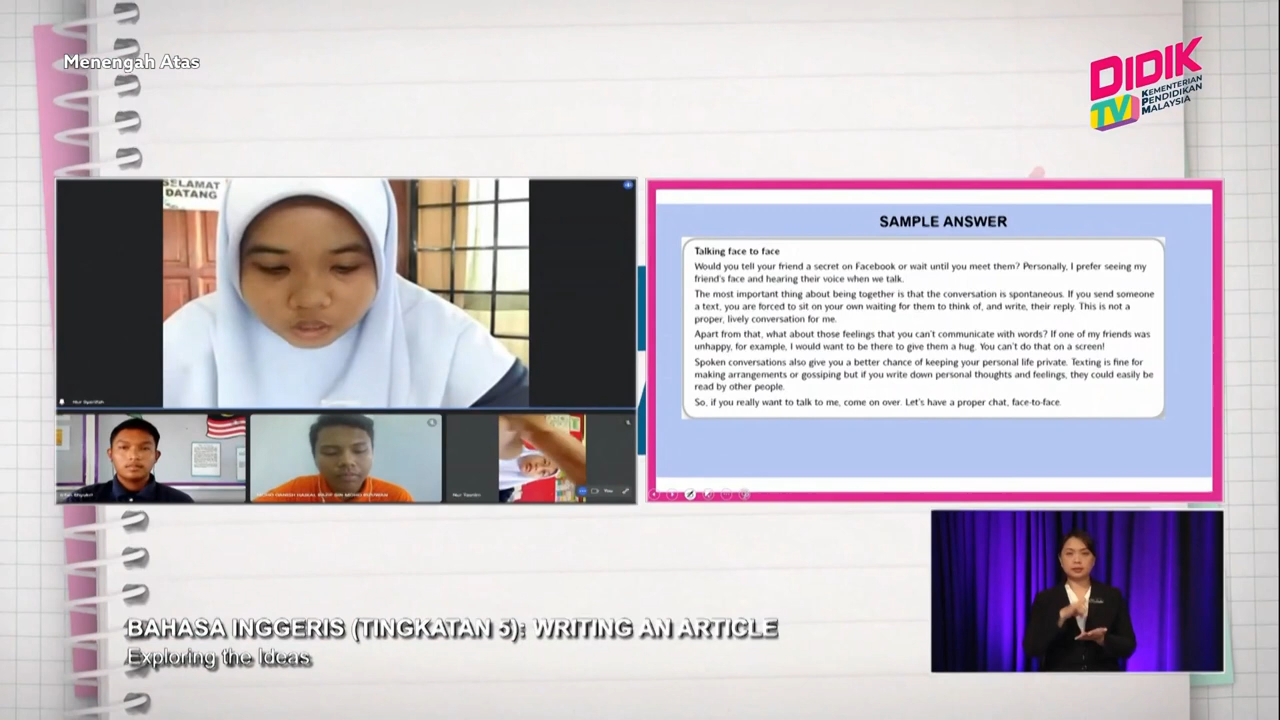 Menengah Atas
DIDIK
TV
KEMENTERIAN
PENDIDIKAN
MALAYSIA
SELAMAT
DATANG
SAMPLE ANSWER
Talking face to face
Would you tell your friend a secret on Facebook or wait until you meet them? Personally, I prefer seeing my
friend's face and hearing their voice when we talk.
The most important thing about being together is that the conversation is spontaneous. If you send someone
a text, you are forced to sit on your own waiting for them to think of, and write, their reply. This is not a
proper, lively conversation for me.
Apart from that, what about those feelings that you can't communicate with words? If one of my friends was
unhappy, for example, I would want to be there to give them a hug. You can't do that on a screen!
Spoken conversations also give you a better chance of keeping your personal life private. Texting is fine for
making arrangements or gossiping but if you write down personal thoughts and feelings, they could easily be
read by other people.
So, if you really want to talk to me, come on over. Let's have a proper chat, face-to-face.
BAHASA INGGERIS (TINGKATAN 5): WRITING AN ARTICLE
Exploring the Ideas